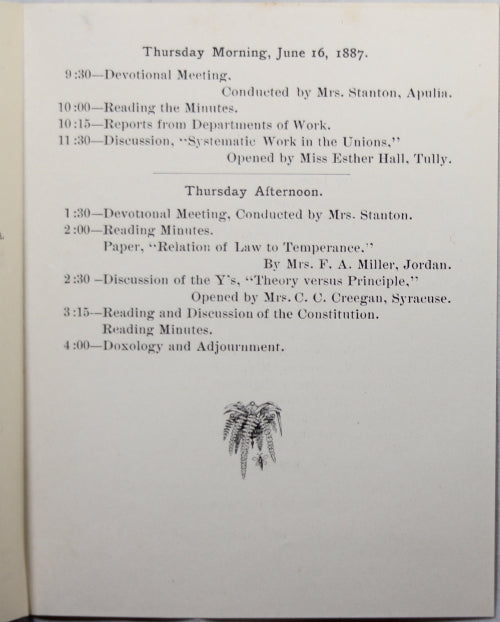 Thursday Morning, June 16, 1887.
9:30—Devotional Meeting.
Conducted by Mrs. Stanton, Apulia.
10:00—Reading the Minutes.
10:15—Reports from Departments of Work.
11:30—Discussion, "Systematic Work in the Unions,"
Opened by Miss Esther Hall, Tully.
Thursday Afternoon.
1:30—Devotional Meeting, Conducted by Mrs. Stanton.
2:00—Reading Minutes.
Paper, "Relation of Law to Temperance,"
By Mrs. F. A. Miller, Jordan.
2:30—Discussion of the Y's, "Theory versus Principle,"
Opened by Mrs. C. C. Creegan, Syracuse.
3:15—Reading and Discussion of the Constitution.
Reading Minutes.
4:00—Doxology and Adjournment.